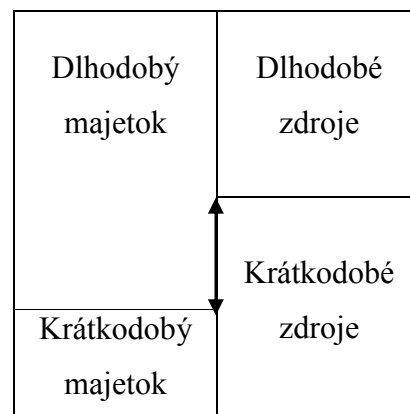 Dlhodobý
majetok
Dlhodobé
zdroje
Krátkodobý
majetok
Krátkodobé
zdroje